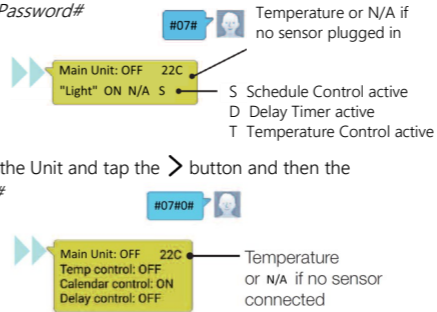 Password#
#07#
Temperature or N/A if
no sensor plugged in
Main Unit: OFF 22C
"Light" ON N/A S
S Schedule Control active
D Delay Timer active
T Temperature Control active
the Unit and tap the > button and then the
#
#07#0#
Main Unit: OFF 22C
Temp control: OFF
Calendar control: ON
Delay control: OFF
Temperature
or N/A if no sensor
connected